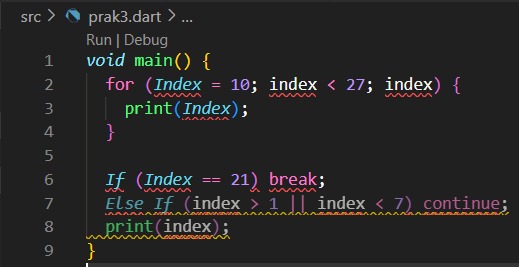 src > prak3.dart > ...
Run | Debug
1 void main() {
2 for (Index = 10; index < 27; index) {
3 print(Index);
4 }
5
6 If (Index == 21) break;
7 Else If (index > 1 || index < 7) continue;
8 print(index);
9 }